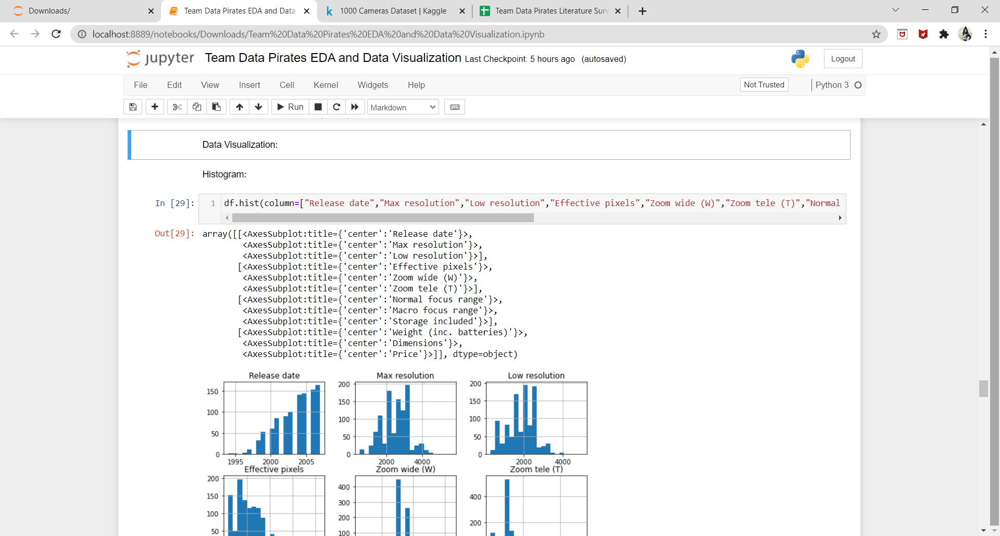 Downloads/
Team Data Pirates EDA and Data
1000 Cameras Dataset | Kaggle
Team Data Pirates Literature Surv
localhost:8889/notebooks/Downloads/Team%20Data%20Pirates%20EDA%20and%20Data%20Visualization.ipynb
jupyter Team Data Pirates EDA and Data Visualization Last Checkpoint: 5 hours ago (autosaved)
Logout
File Edit View Insert Cell Kernel Widgets Help
Not Trusted
Python 3
Run
Markdown
Data Visualization:
Histogram:
In [29]:
1 df.hist(column=["Release date","Max resolution","Low resolution","Effective pixels","Zoom wide (W)","Zoom tele (T)","Normal
Out[29]:
array([[<AxesSubplot:title={'center':'Release date'}>,
<AxesSubplot:title={'center':'Max resolution'}>,
<AxesSubplot:title={'center':'Low resolution'}>],
[<AxesSubplot:title={'center':'Effective pixels'}>,
<AxesSubplot:title={'center':'Zoom wide (W)'}>,
<AxesSubplot:title={'center':'Zoom tele (T)'}>],
[<AxesSubplot:title={'center':'Normal focus range'}>,
<AxesSubplot:title={'center':'Macro focus range'}>,
<AxesSubplot:title={'center':'Storage included'}>],
[<AxesSubplot:title={'center':'Weight (inc. batteries)'}>,
<AxesSubplot:title={'center':'Dimensions'}>,
<AxesSubplot:title={'center':'Price'}>]], dtype=object)
Release date
150
100
50
0
1995 2000 2005
Max resolution
200
150
100
50
0
2000 4000
Low resolution
200
150
100
50
0
2000 4000
Effective pixels
200
150
100
50
Zoom wide (W)
400
300
200
100
Zoom tele (T)
400
200